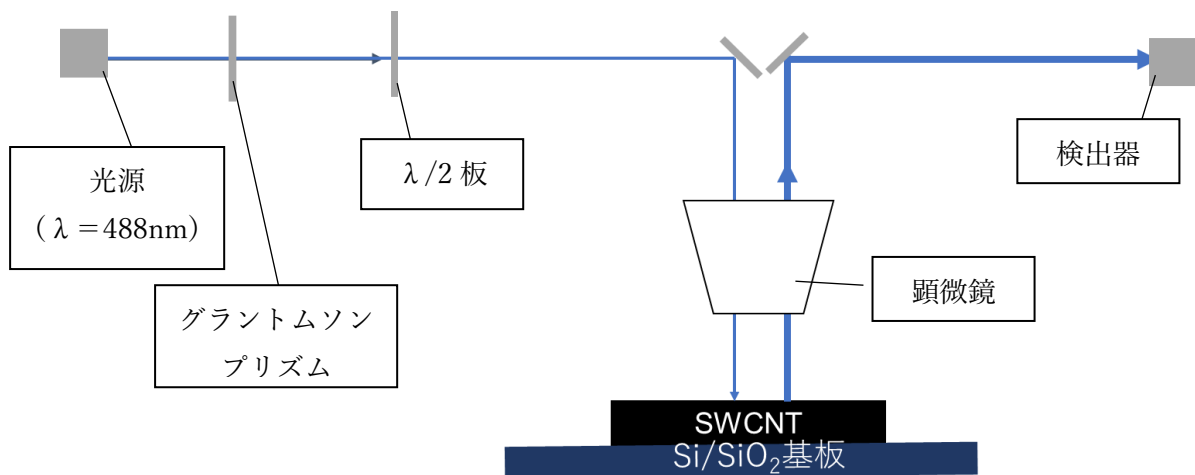 光源
(λ=488nm)
グラントムソン
プリズム
λ/2 板
顕微鏡
検出器
SWCNT
Si/SiO₂基板